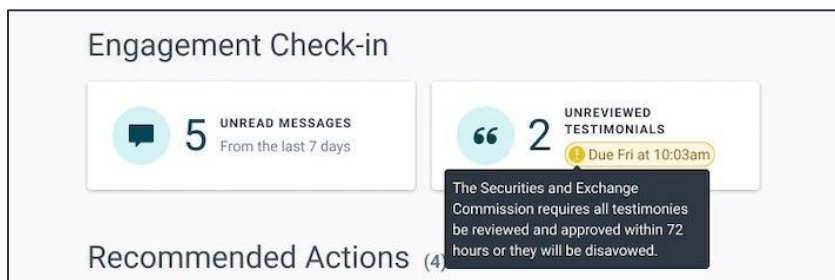 Engagement Check-in
5 UNREAD MESSAGES
From the last 7 days
2 UNREVIEWED
TESTIMONIALS
Due Fri at 10:03am
The Securities and Exchange
Commission requires all testimonies
be reviewed and approved within 72
hours or they will be disavowed.
Recommended Actions (4)